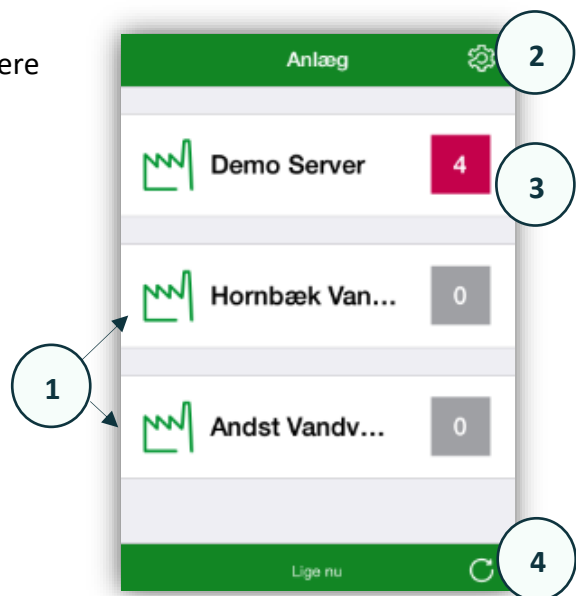 ere
Anlæg
2
Demo Server
4
3
Hornbæk Van...
0
1
Andst Vandv...
0
Lige nu
4